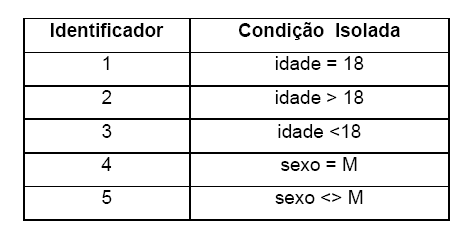 Identificador Condição Isolada
1 idade = 18
2 idade > 18
3 idade <18
4 sexo = M
5 sexo <> M